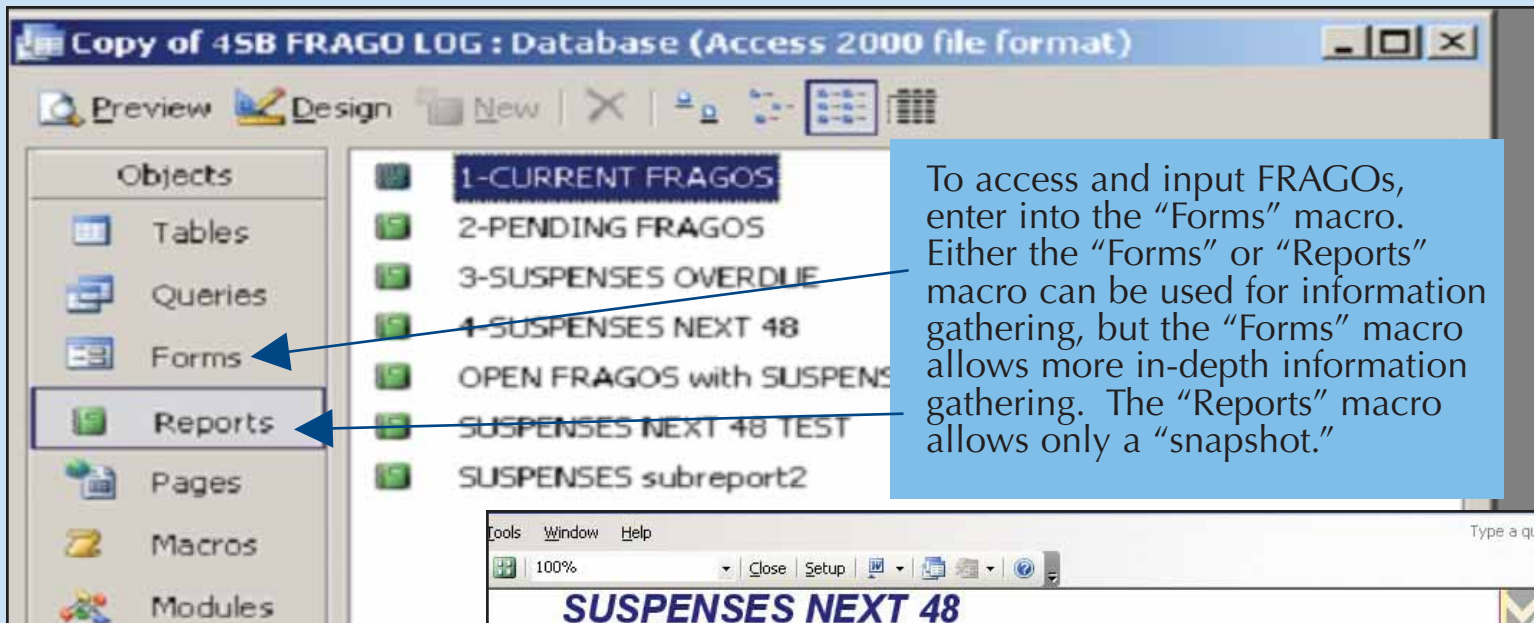 Copy of 4SB FRAGO LOG : Database (Access 2000 file format)
Preview Design New
Objects
Tables
Queries
Forms
Reports
Pages
Macros
Modules
1-CURRENT FRAGOS
2-PENDING FRAGOS
3-SUSPENSES OVERDUE
4-SUSPENSES NEXT 48
OPEN FRAGOS with SUSPENS
SUSPENSES NEXT 48 TEST
SUSPENSES subreport2
To access and input FRAGOs,
enter into the “Forms” macro.
Either the “Forms” or “Reports”
macro can be used for information
gathering, but the “Forms” macro
allows more in-depth information
gathering. The “Reports” macro
allows only a “snapshot.”
Tools Window Help
Type a qu
100% Close Setup
SUSPENSES NEXT 48